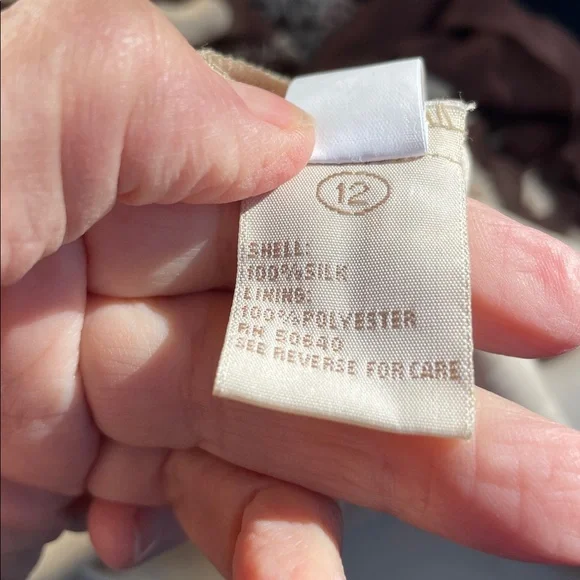 12
SHELL:
100%SILK
LINING:
100%POLYESTER
RN 50640
SEE REVERSE FOR CARE